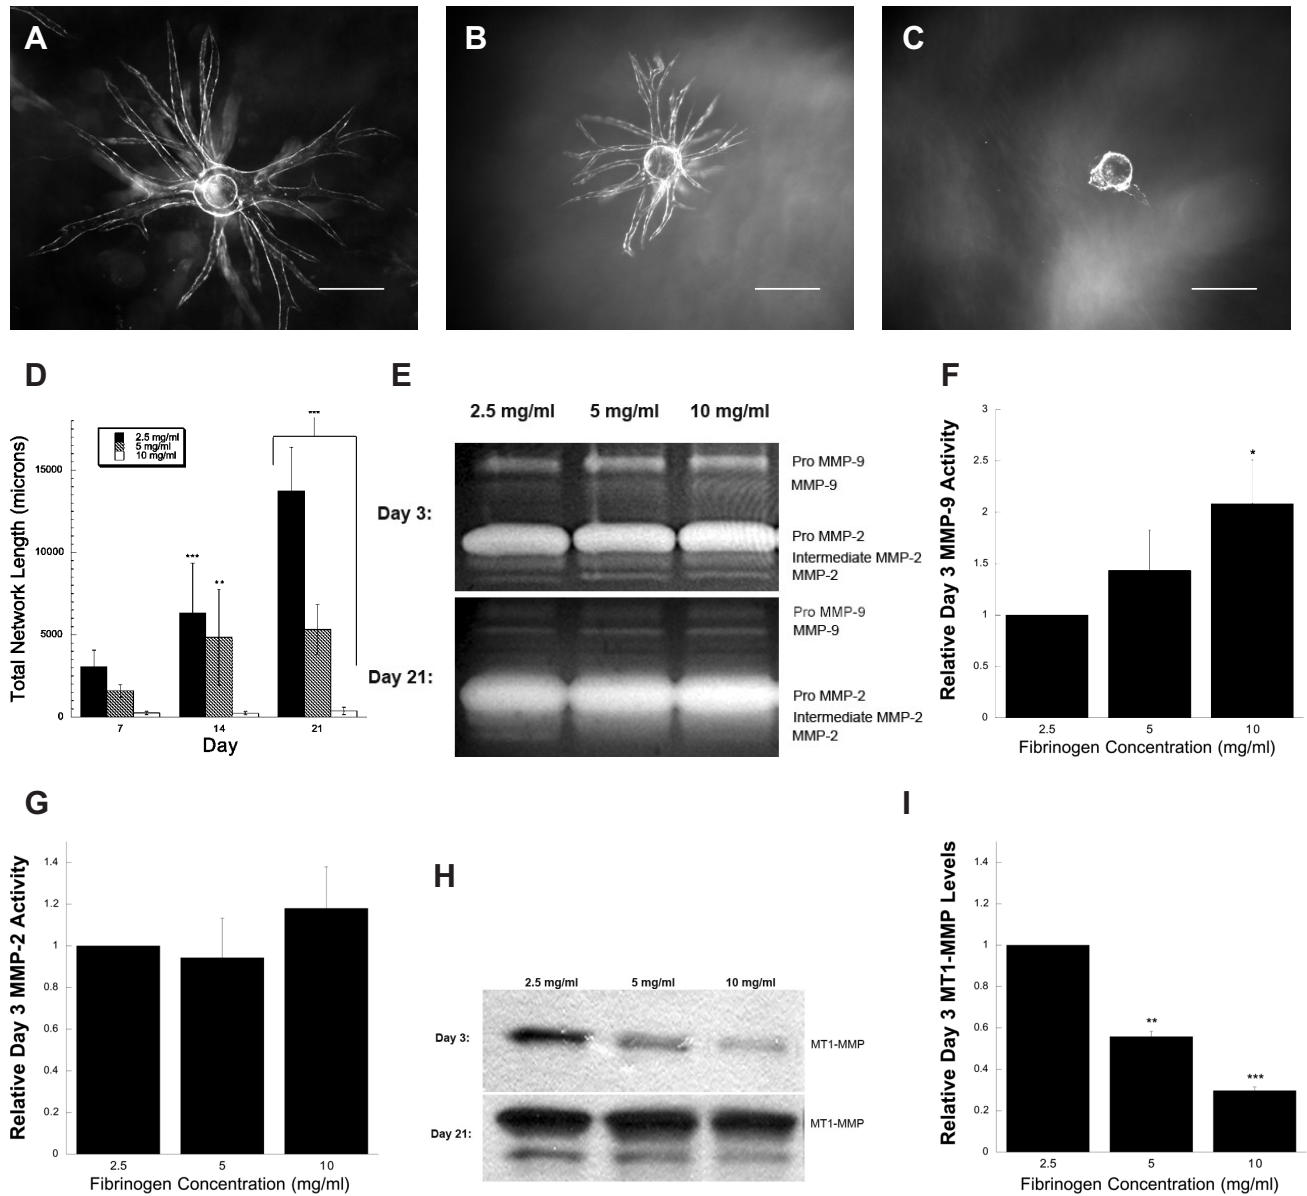 A
B
C
D
Total Network Length (microns)
15000
10000
5000
0
2.5 mg/ml
5 mg/ml
10 mg/ml
***
**
***
7
14
21
Day
E
2.5 mg/ml 5 mg/ml 10 mg/ml
Day 3:
Pro MMP-9
MMP-9
Pro MMP-2
Intermediate MMP-2
MMP-2
Day 21:
Pro MMP-9
MMP-9
Pro MMP-2
Intermediate MMP-2
MMP-2
F
Relative Day 3 MMP-9 Activity
3
2.5
2
1.5
1
0.5
0
*
2.5 5 10
Fibrinogen Concentration (mg/ml)
G
Relative Day 3 MMP-2 Activity
1.4
1.2
1
0.8
0.6
0.4
0.2
0
2.5 5 10
Fibrinogen Concentration (mg/ml)
H
2.5 mg/ml 5 mg/ml 10 mg/ml
Day 3:
MT1-MMP
Day 21:
MT1-MMP
I
Relative Day 3 MT1-MMP Levels
1.4
1.2
1
0.8
0.6
0.4
0.2
0
**
***
2.5 5 10
Fibrinogen Concentration (mg/ml)